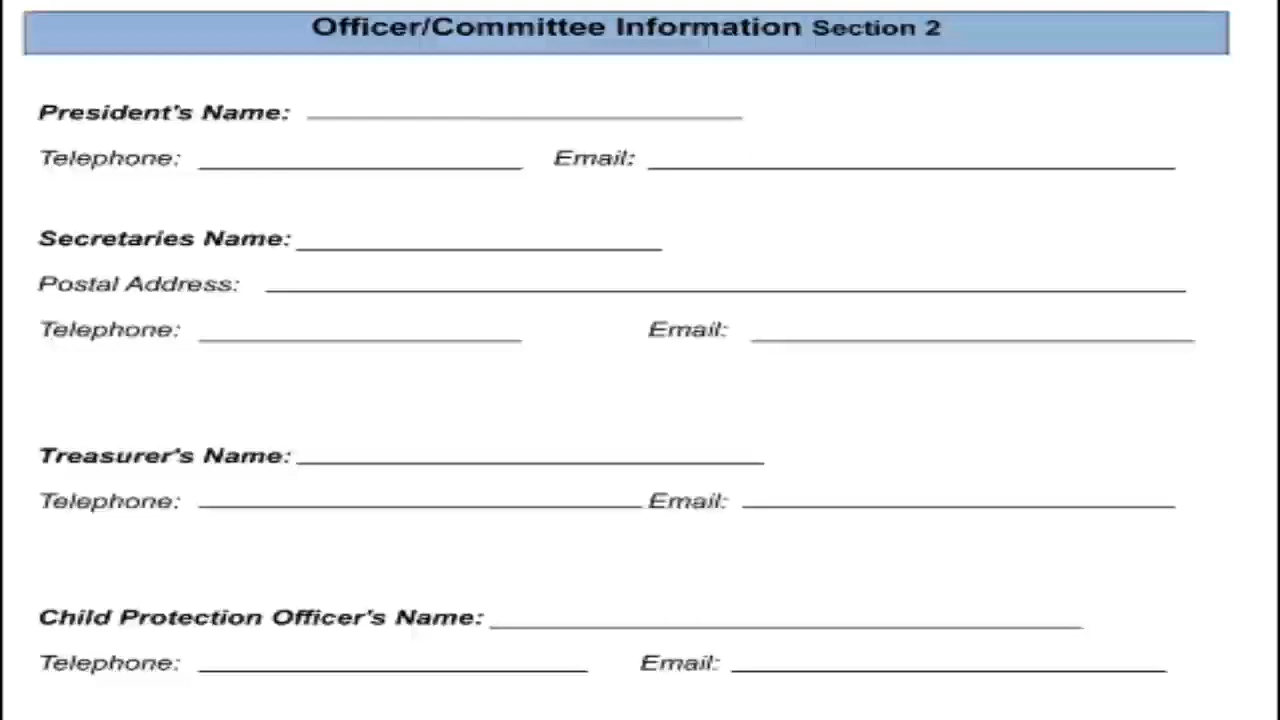 Officer/Committee Information Section 2
President's Name:
Telephone: Email:
Secretaries Name:
Postal Address:
Telephone: Email:
Treasurer's Name:
Telephone: Email:
Child Protection Officer's Name:
Telephone: Email: